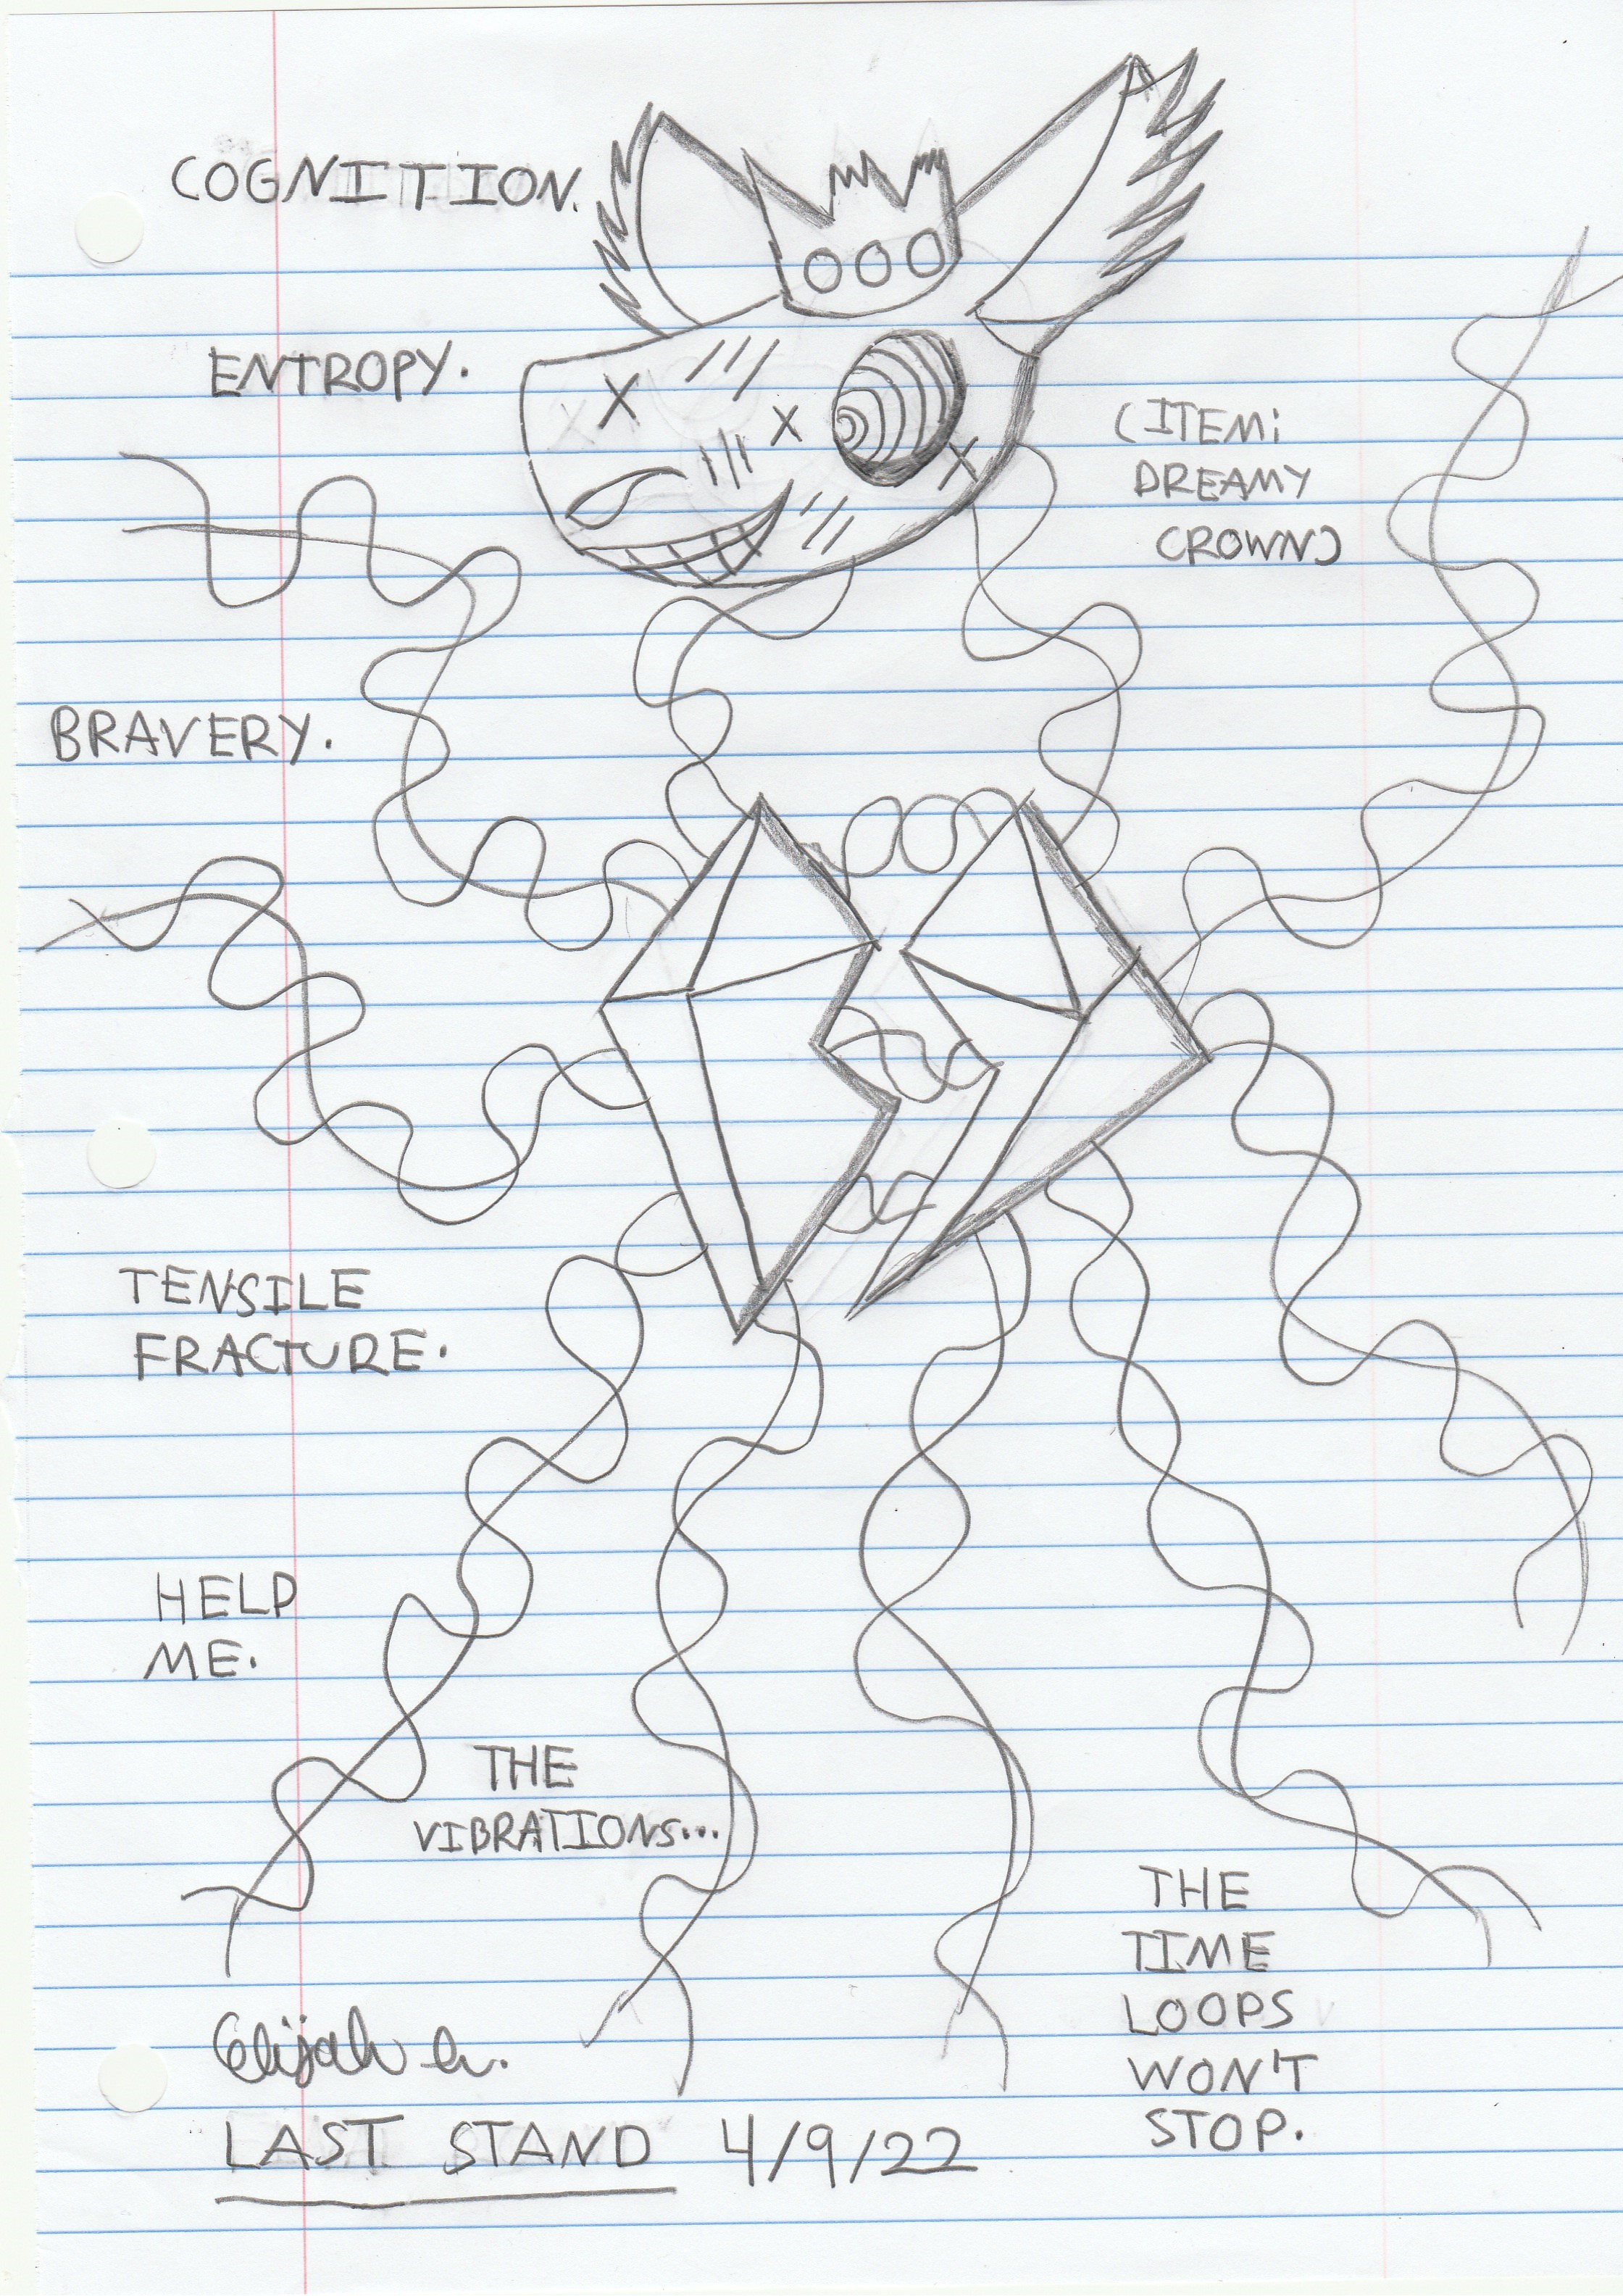 COGNITION.
ENTROPY.
(ITEM:
DREAMY
CROWN)
BRAVERY.
TENSILE
FRACTURE.
HELP
ME.
THE
VIBRATIONS...
THE
TIME
LOOPS
WON'T
STOP.
Elijah
LAST STAND 4/9/22